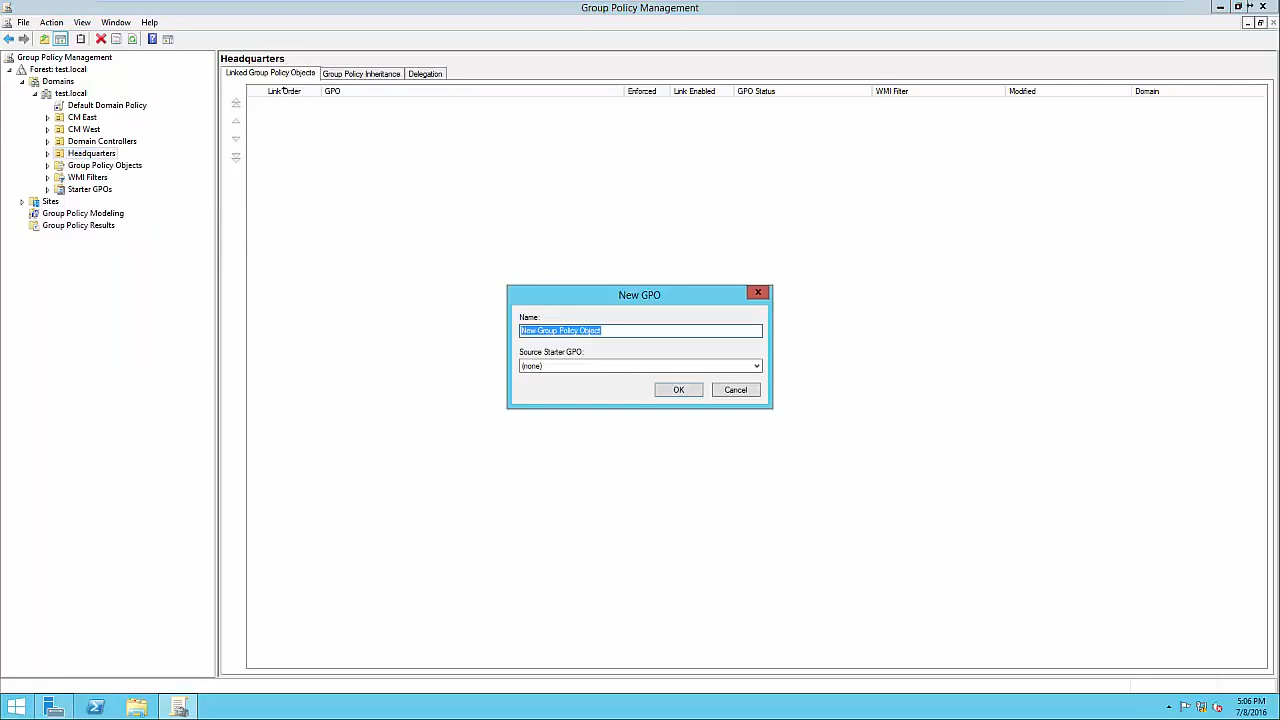 Group Policy Management
File Action View Window Help
Group Policy Management
Forest: test.local
Domains
test.local
Default Domain Policy
CM East
CM West
Domain Controllers
Headquarters
Group Policy Objects
WMI Filters
Starter GPOs
Sites
Group Policy Modeling
Group Policy Results
Headquarters
Linked Group Policy Objects Group Policy Inheritance Delegation
Link Order GPO Enforced Link Enabled GPO Status WMI Filter Modified Domain
New GPO
X
Name:
New Group Policy Object
Source Starter GPO:
(none)
OK Cancel
5:06 PM
7/8/2016